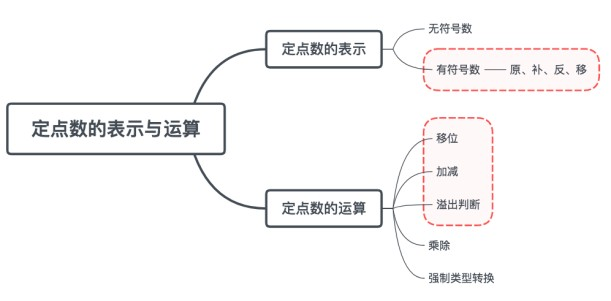 定点数的表示与运算
定点数的表示
无符号数
有符号数
原、补、反、移
定点数的运算
移位
加减
溢出判断
乘除
强制类型转换